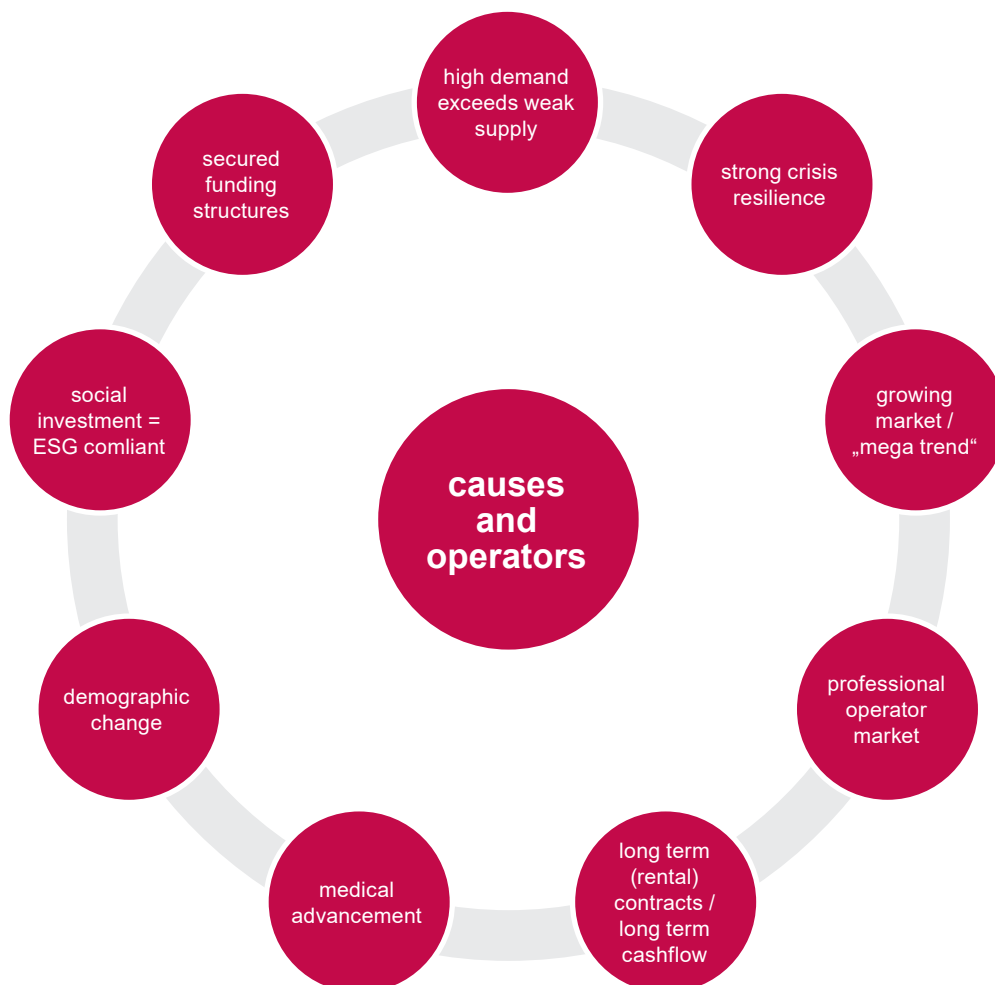 high demand
exceeds weak
supply
strong crisis
resilience
growing
market /
„mega trend“
professional
operator
market
long term
(rental)
contracts /
long term
cashflow
medical
advancement
demographic
change
social
investment =
ESG comliant
secured
funding
structures
causes
and
operators